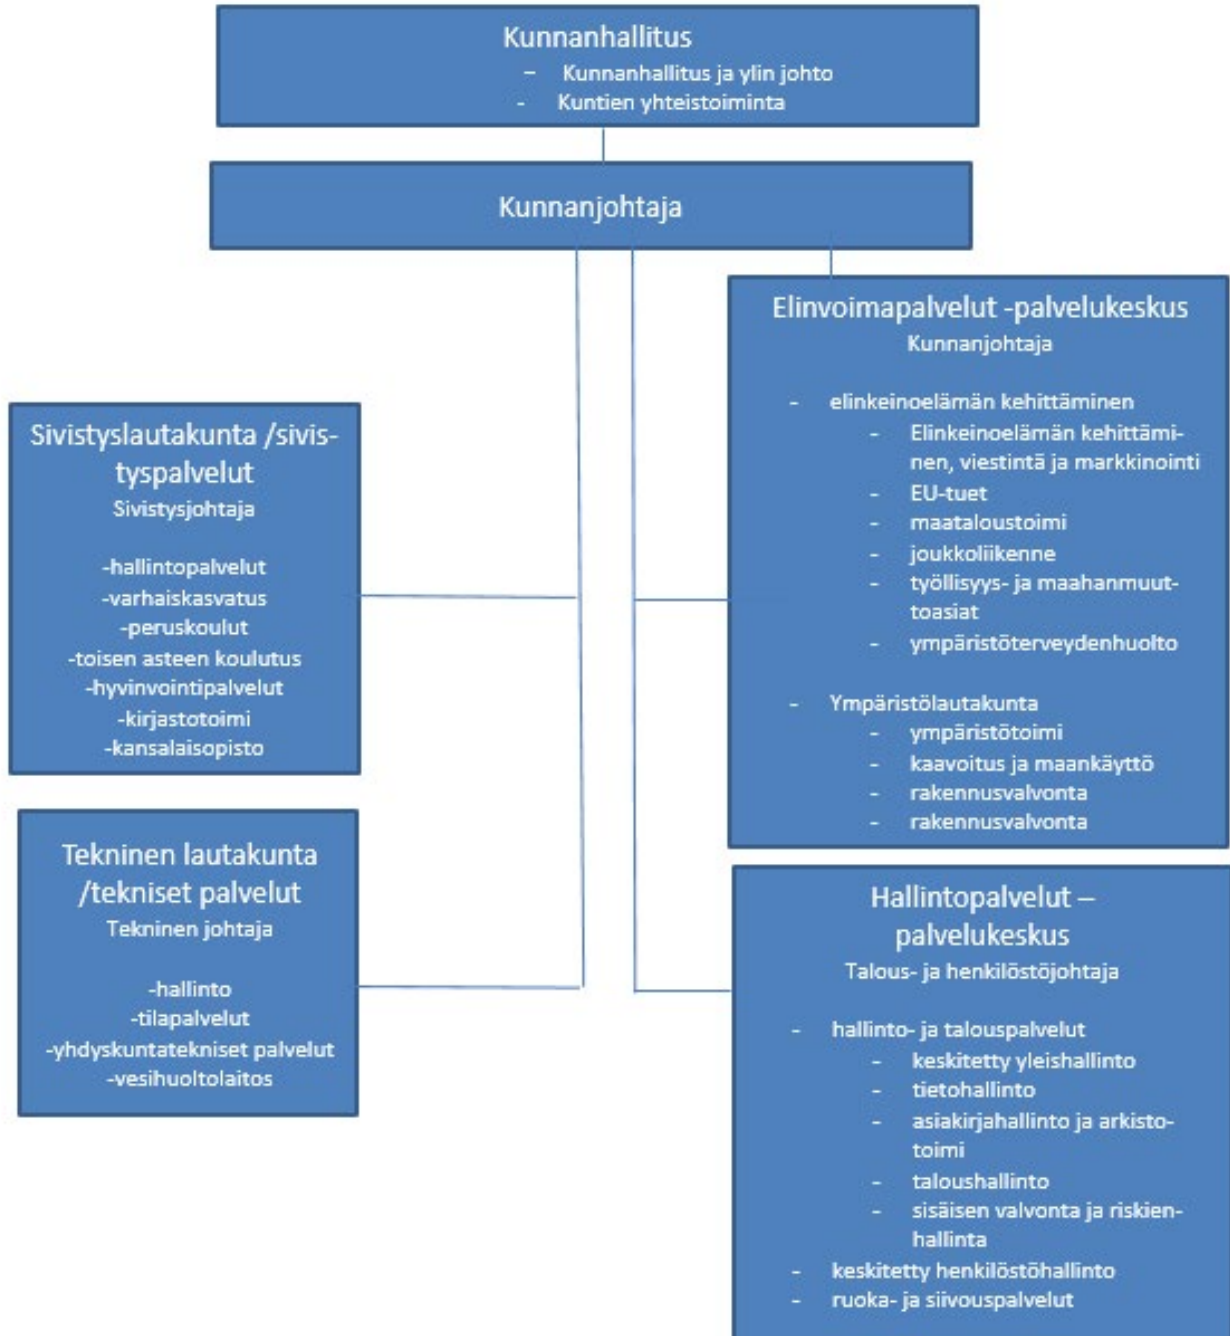 Kunnanhallitus
– Kunnanhallitus ja ylin johto
- Kuntien yhteistoiminta
Kunnanjohtaja
Elinvoimapalvelut -palvelukeskus
Kunnanjohtaja
- elinkeinoelämän kehittäminen
- Elinkeinoelämän kehittämi-
nen, viestintä ja markkinointi
- EU-tuet
- maataloustoimi
- joukkoliikenne
- työllisyys- ja maahanmuut-
toasiat
- ympäristöterveydenhuolto
- Ympäristölautakunta
- ympäristötoimi
- kaavoitus ja maankäyttö
- rakennusvalvonta
- rakennusvalvonta
Sivistyslautakunta /sivis-
tyspalvelut
Sivistysjohtaja
-hallintopalvelut
-varhaiskasvatus
-peruskoulut
-toisen asteen koulutus
-hyvinvointipalvelut
-kirjastotoimi
-kansalaisopisto
Tekninen lautakunta
/tekniset palvelut
Tekninen johtaja
-hallinto
-tilapalvelut
-yhdyskuntatekniset palvelut
-vesihuoltolaitos
Hallintopalvelut –
palvelukeskus
Talous- ja henkilöstöjohtaja
- hallinto- ja talouspalvelut
- keskitetty yleishallinto
- tietohallinto
- asiakirjahallinto ja arkisto-
toimi
- taloushallinto
- sisäisen valvonta ja riskien-
hallinta
- keskitetty henkilöstöhallinto
- ruoka- ja siivouspalvelut